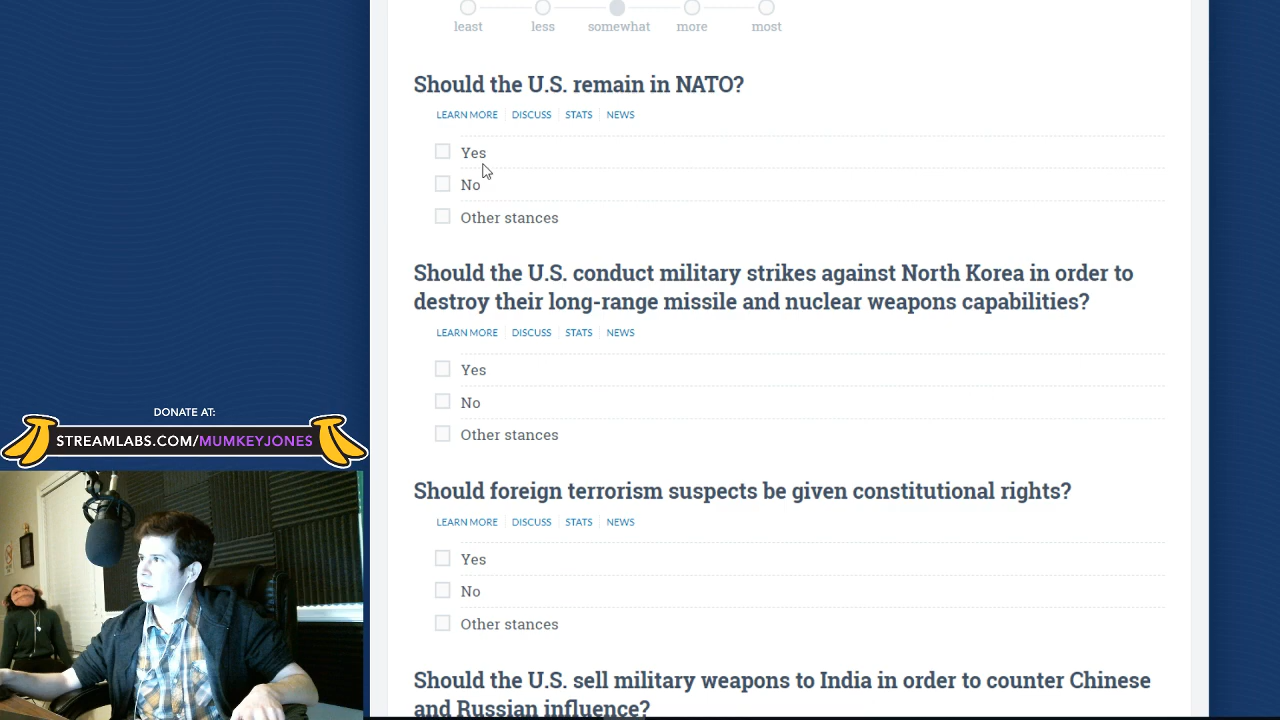 least less somewhat more most
Should the U.S. remain in NATO?
LEARN MORE DISCUSS STATS NEWS
Yes
No
Other stances
Should the U.S. conduct military strikes against North Korea in order to
destroy their long-range missile and nuclear weapons capabilities?
LEARN MORE DISCUSS STATS NEWS
Yes
No
Other stances
Should foreign terrorism suspects be given constitutional rights?
LEARN MORE DISCUSS STATS NEWS
Yes
No
Other stances
Should the U.S. sell military weapons to India in order to counter Chinese
and Russian influence?
DONATE AT:
STREAMLABS.COM/MUMKEYJONES